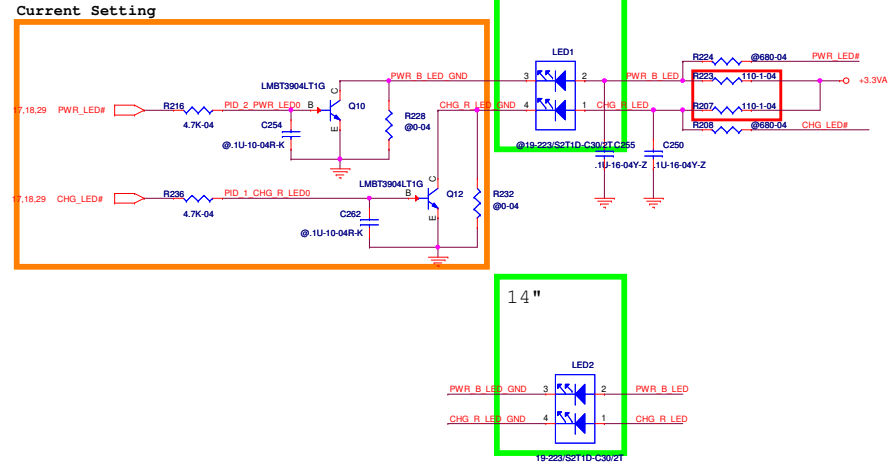 Current Setting
LED1
R224
@680-04
PWR_LED#
PWR_B_LED_GND
3
2
PWR_B_LED
R223
110-1-04
+3.3VA
LMBT3904LT1G
17,18,29
PWR_LED#
R216
PID_2_PWR_LED0
B
C
Q10
CHG_R_LED_GND
4
1
CHG_R_LED
R207
110-1-04
4.7K-04
C254
E
R228
@0-04
R208
@680-04
CHG_LED#
@.1U-10-04R-K
@19-223/S2T1D-C30/2T
C255
C250
.1U-16-04Y-Z
.1U-16-04Y-Z
LMBT3904LT1G
17,18,29
CHG_LED#
R236
PID_1_CHG_R_LED0
B
C
Q12
R232
4.7K-04
@0-04
C262
E
@.1U-10-04R-K
14"
LED2
PWR_B_LED_GND
3
2
PWR_B_LED
CHG_R_LED_GND
4
1
CHG_R_LED
19-223/S2T1D-C30/2T